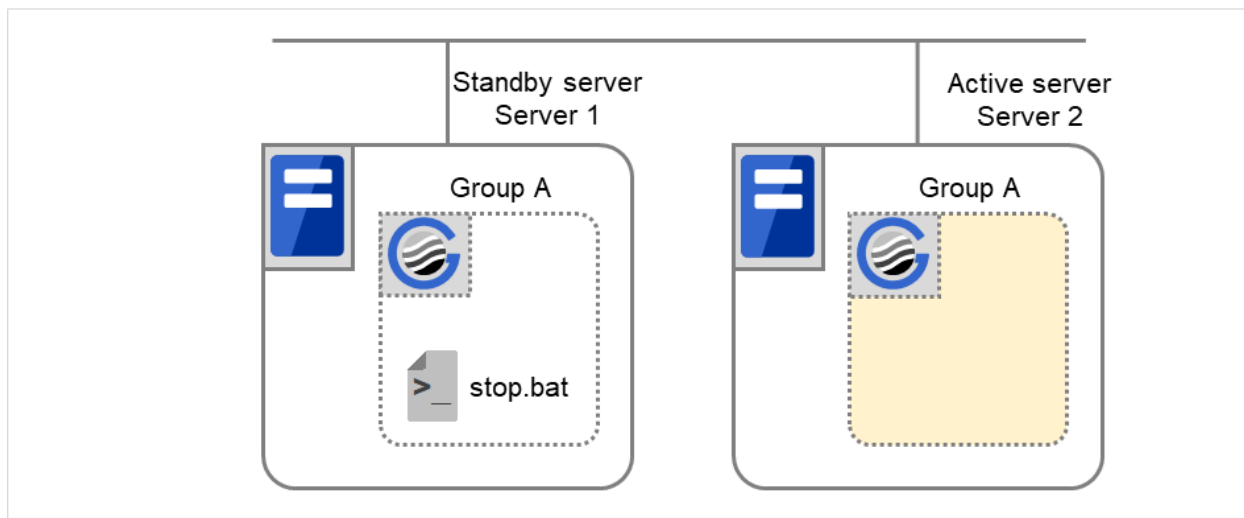 Standby server
Server 1
Active server
Server 2
Group A
Group A
stop.bat